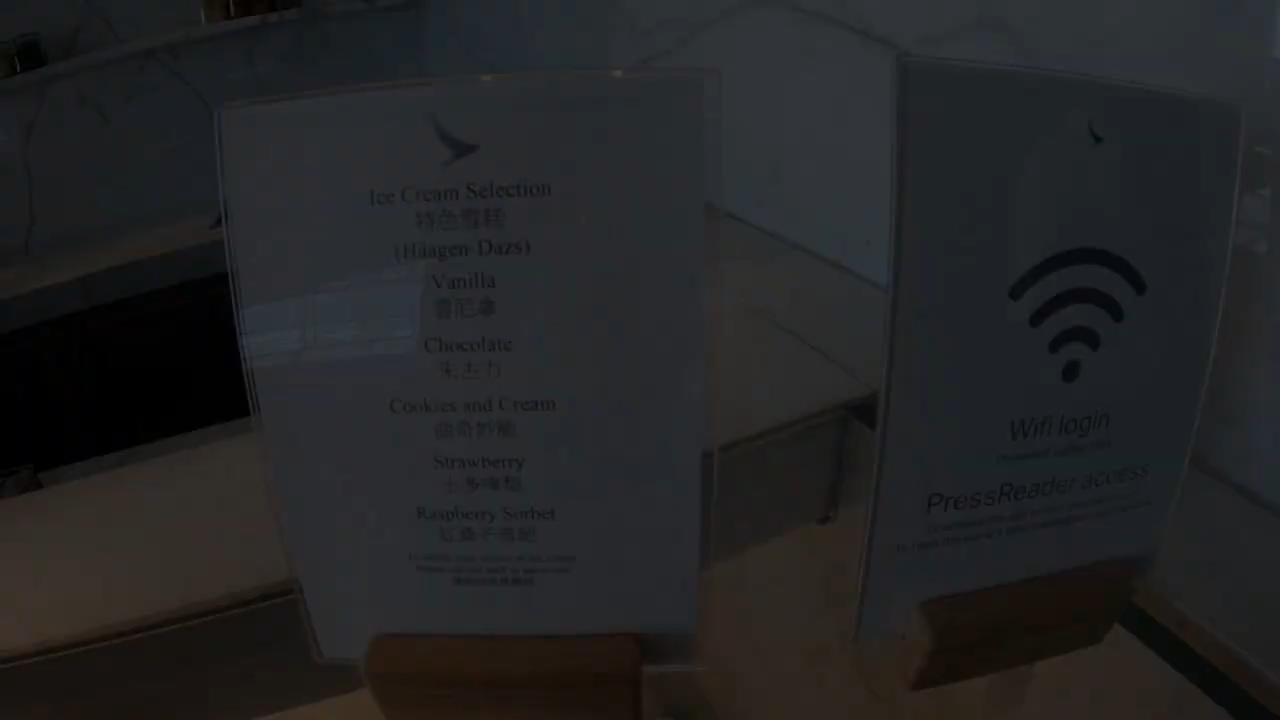 Ice Cream Selection
特色雪糕
(Häagen-Dazs)
Vanilla
雲尼拿
Chocolate
朱古力
Cookies and Cream
曲奇妙趣
Strawberry
士多啤梨
Raspberry Sorbet
紅桑子雪葩
Wifi login
PressReader access